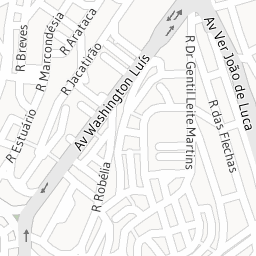 R Breves
R Marcondésia
R Arataca
R Jacatirão
R Estuário
Av Washington Luís
R Robélia
R Dr Gentil Leite Martins
R das Flechas
Av Ver João de Luca